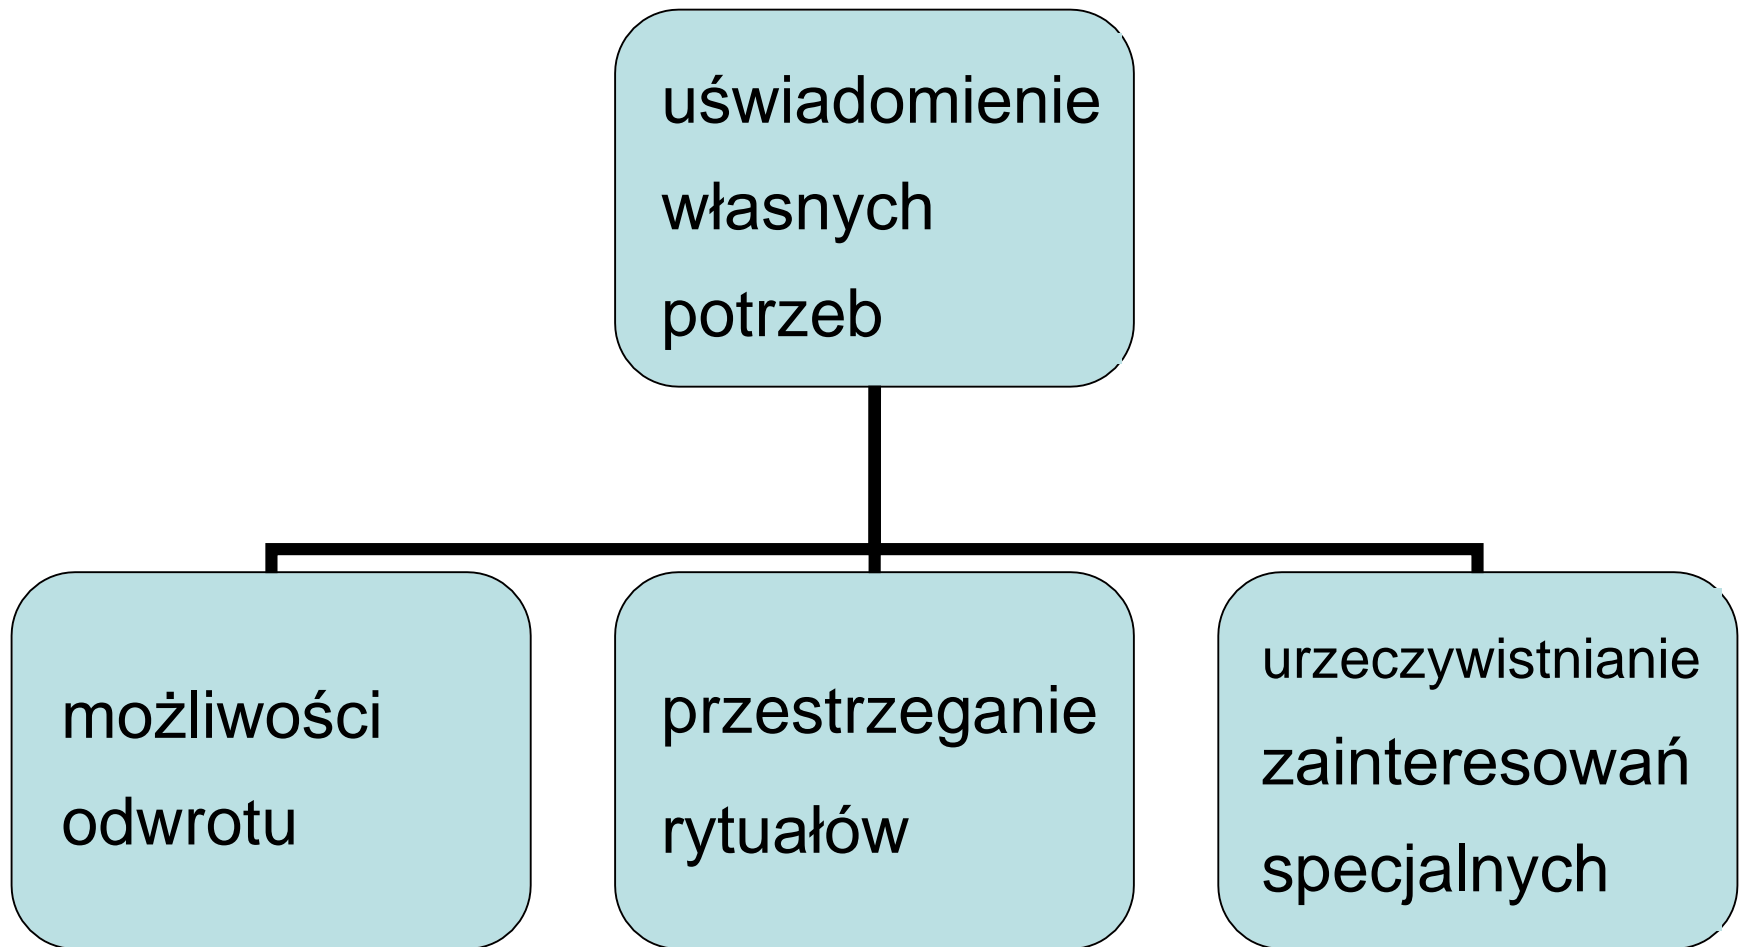 uświadomienie
własnych
potrzeb
możliwości
odwrotu
przestrzeganie
rytuałów
urzeczywistnianie
zainteresowań
specjalnych